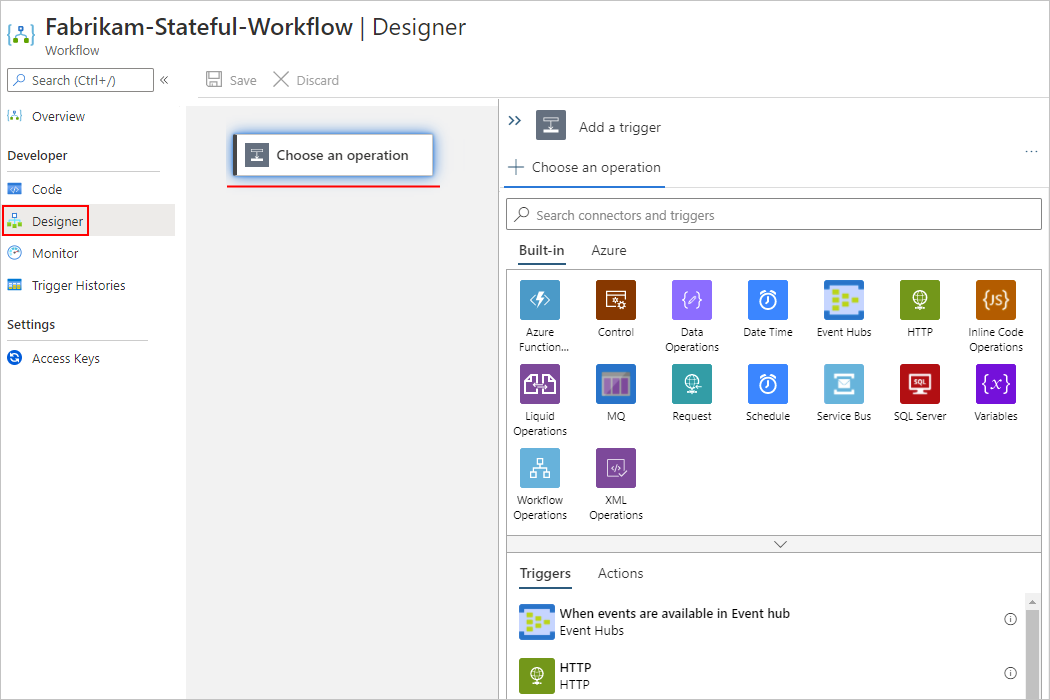 Fabrikam-Stateful-Workflow | Designer
Workflow
Search (Ctrl+/)
«
Save
Discard
Overview
Developer
Code
Designer
Monitor
Trigger Histories
Settings
Access Keys
Choose an operation
Add a trigger
...
Choose an operation
Search connectors and triggers
Built-in
Azure
Azure
Function...
Control
Data
Operations
Date Time
Event Hubs
HTTP
{JS}
Inline Code
Operations
Liquid
Operations
MQ
Request
Schedule
Service Bus
SQL
SQL Server
{x}
Variables
Workflow
Operations
XML
Operations
Triggers
Actions
When events are available in Event hub
Event Hubs
HTTP
HTTP